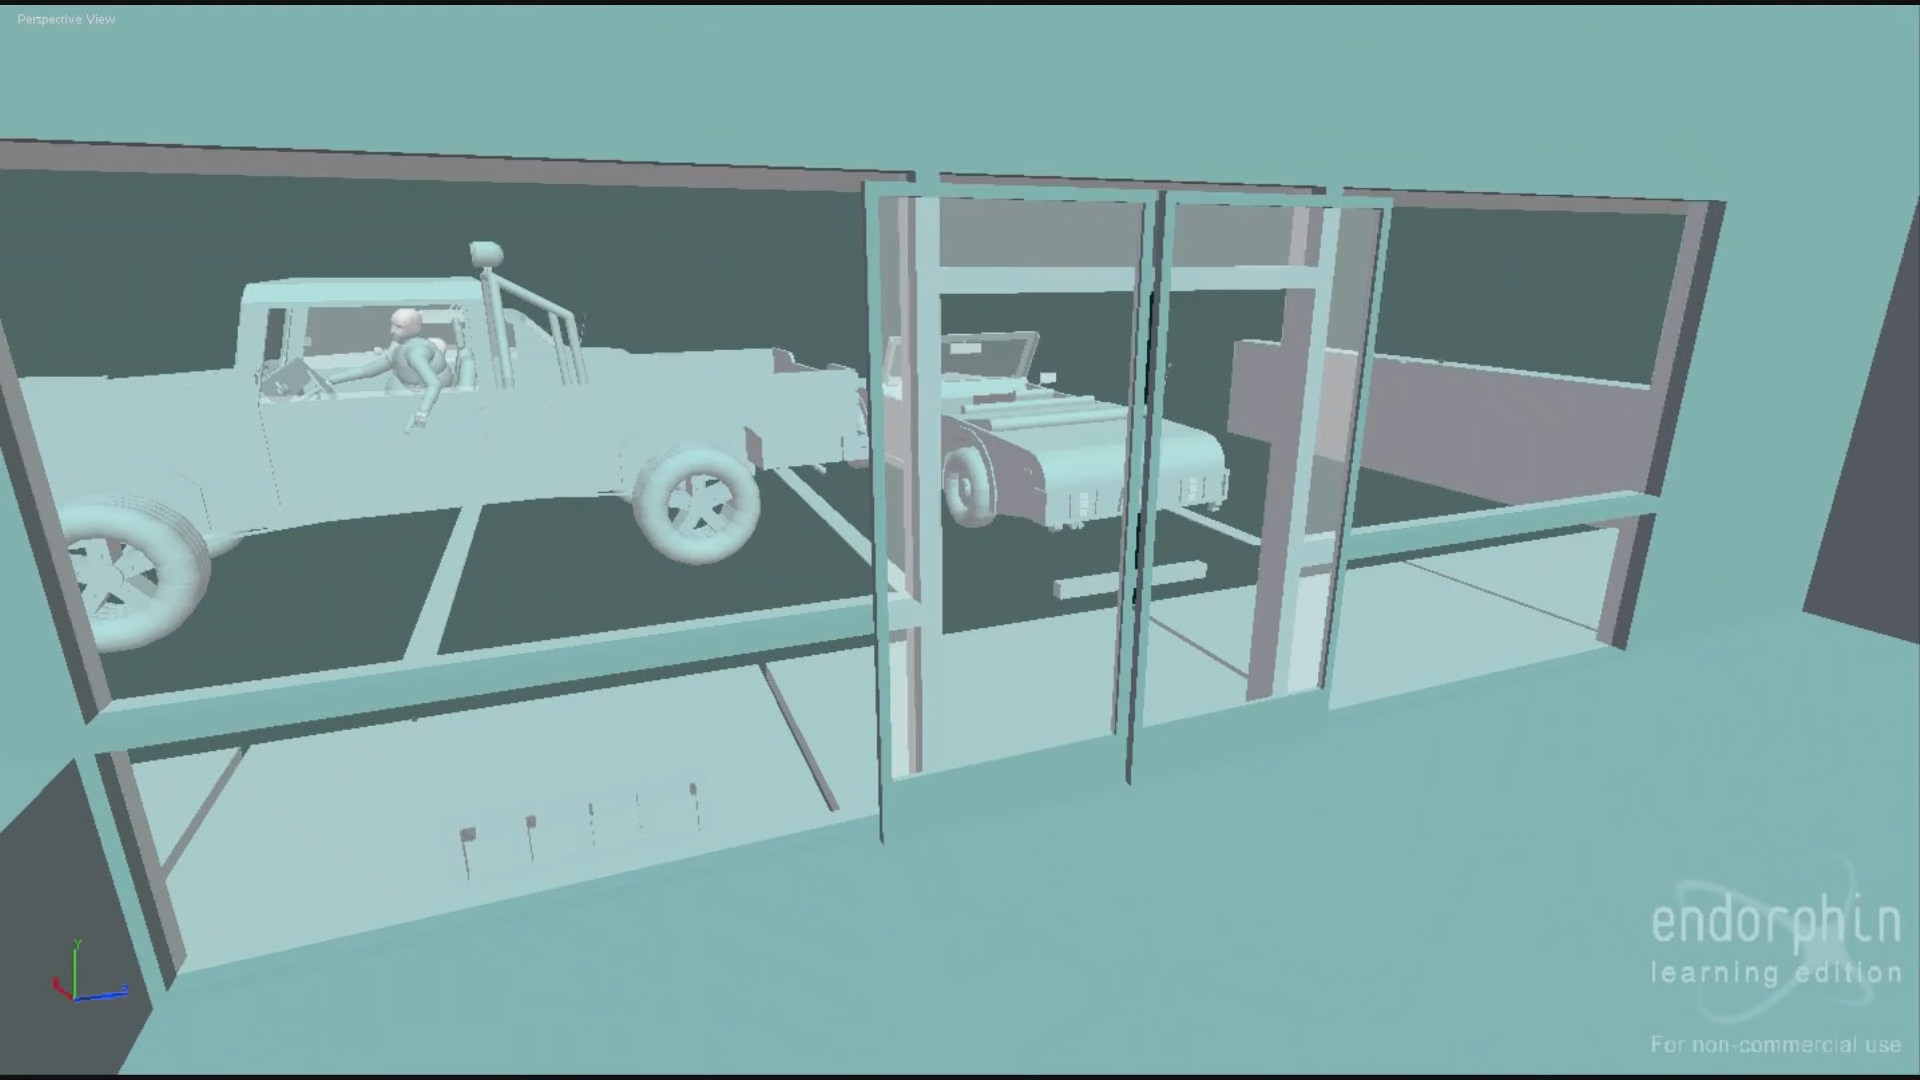 Perspective View
Y
Z
endorphin
learning edition
For non-commercial use